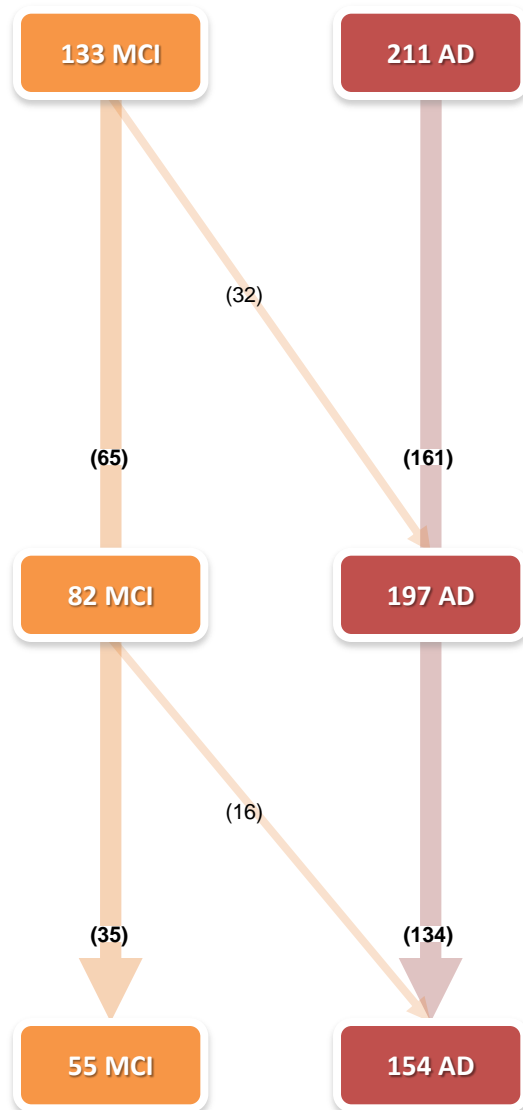 133 MCI
211 AD
(32)
(65)
(161)
82 MCI
197 AD
(16)
(35)
(134)
55 MCI
154 AD